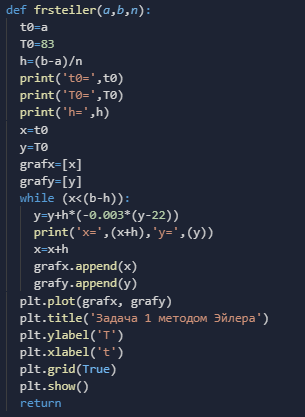 def frsteiler(a,b,n):
  t0=a
  T0=83
  h=(b-a)/n
  print('t0=',t0)
  print('T0=',T0)
  print('h=',h)
  x=t0
  y=T0
  grafx=[x]
  grafy=[y]
  while (x<(b-h)):
    y=y+h*(-0.003*(y-22))
    print('x=',(x+h),'y=',(y))
    x=x+h
    grafx.append(x)
    grafy.append(y)
  plt.plot(grafx, grafy)
  plt.title('Задача 1 методом Эйлера')
  plt.ylabel('T')
  plt.xlabel('t')
  plt.grid(True)
  plt.show()
  return